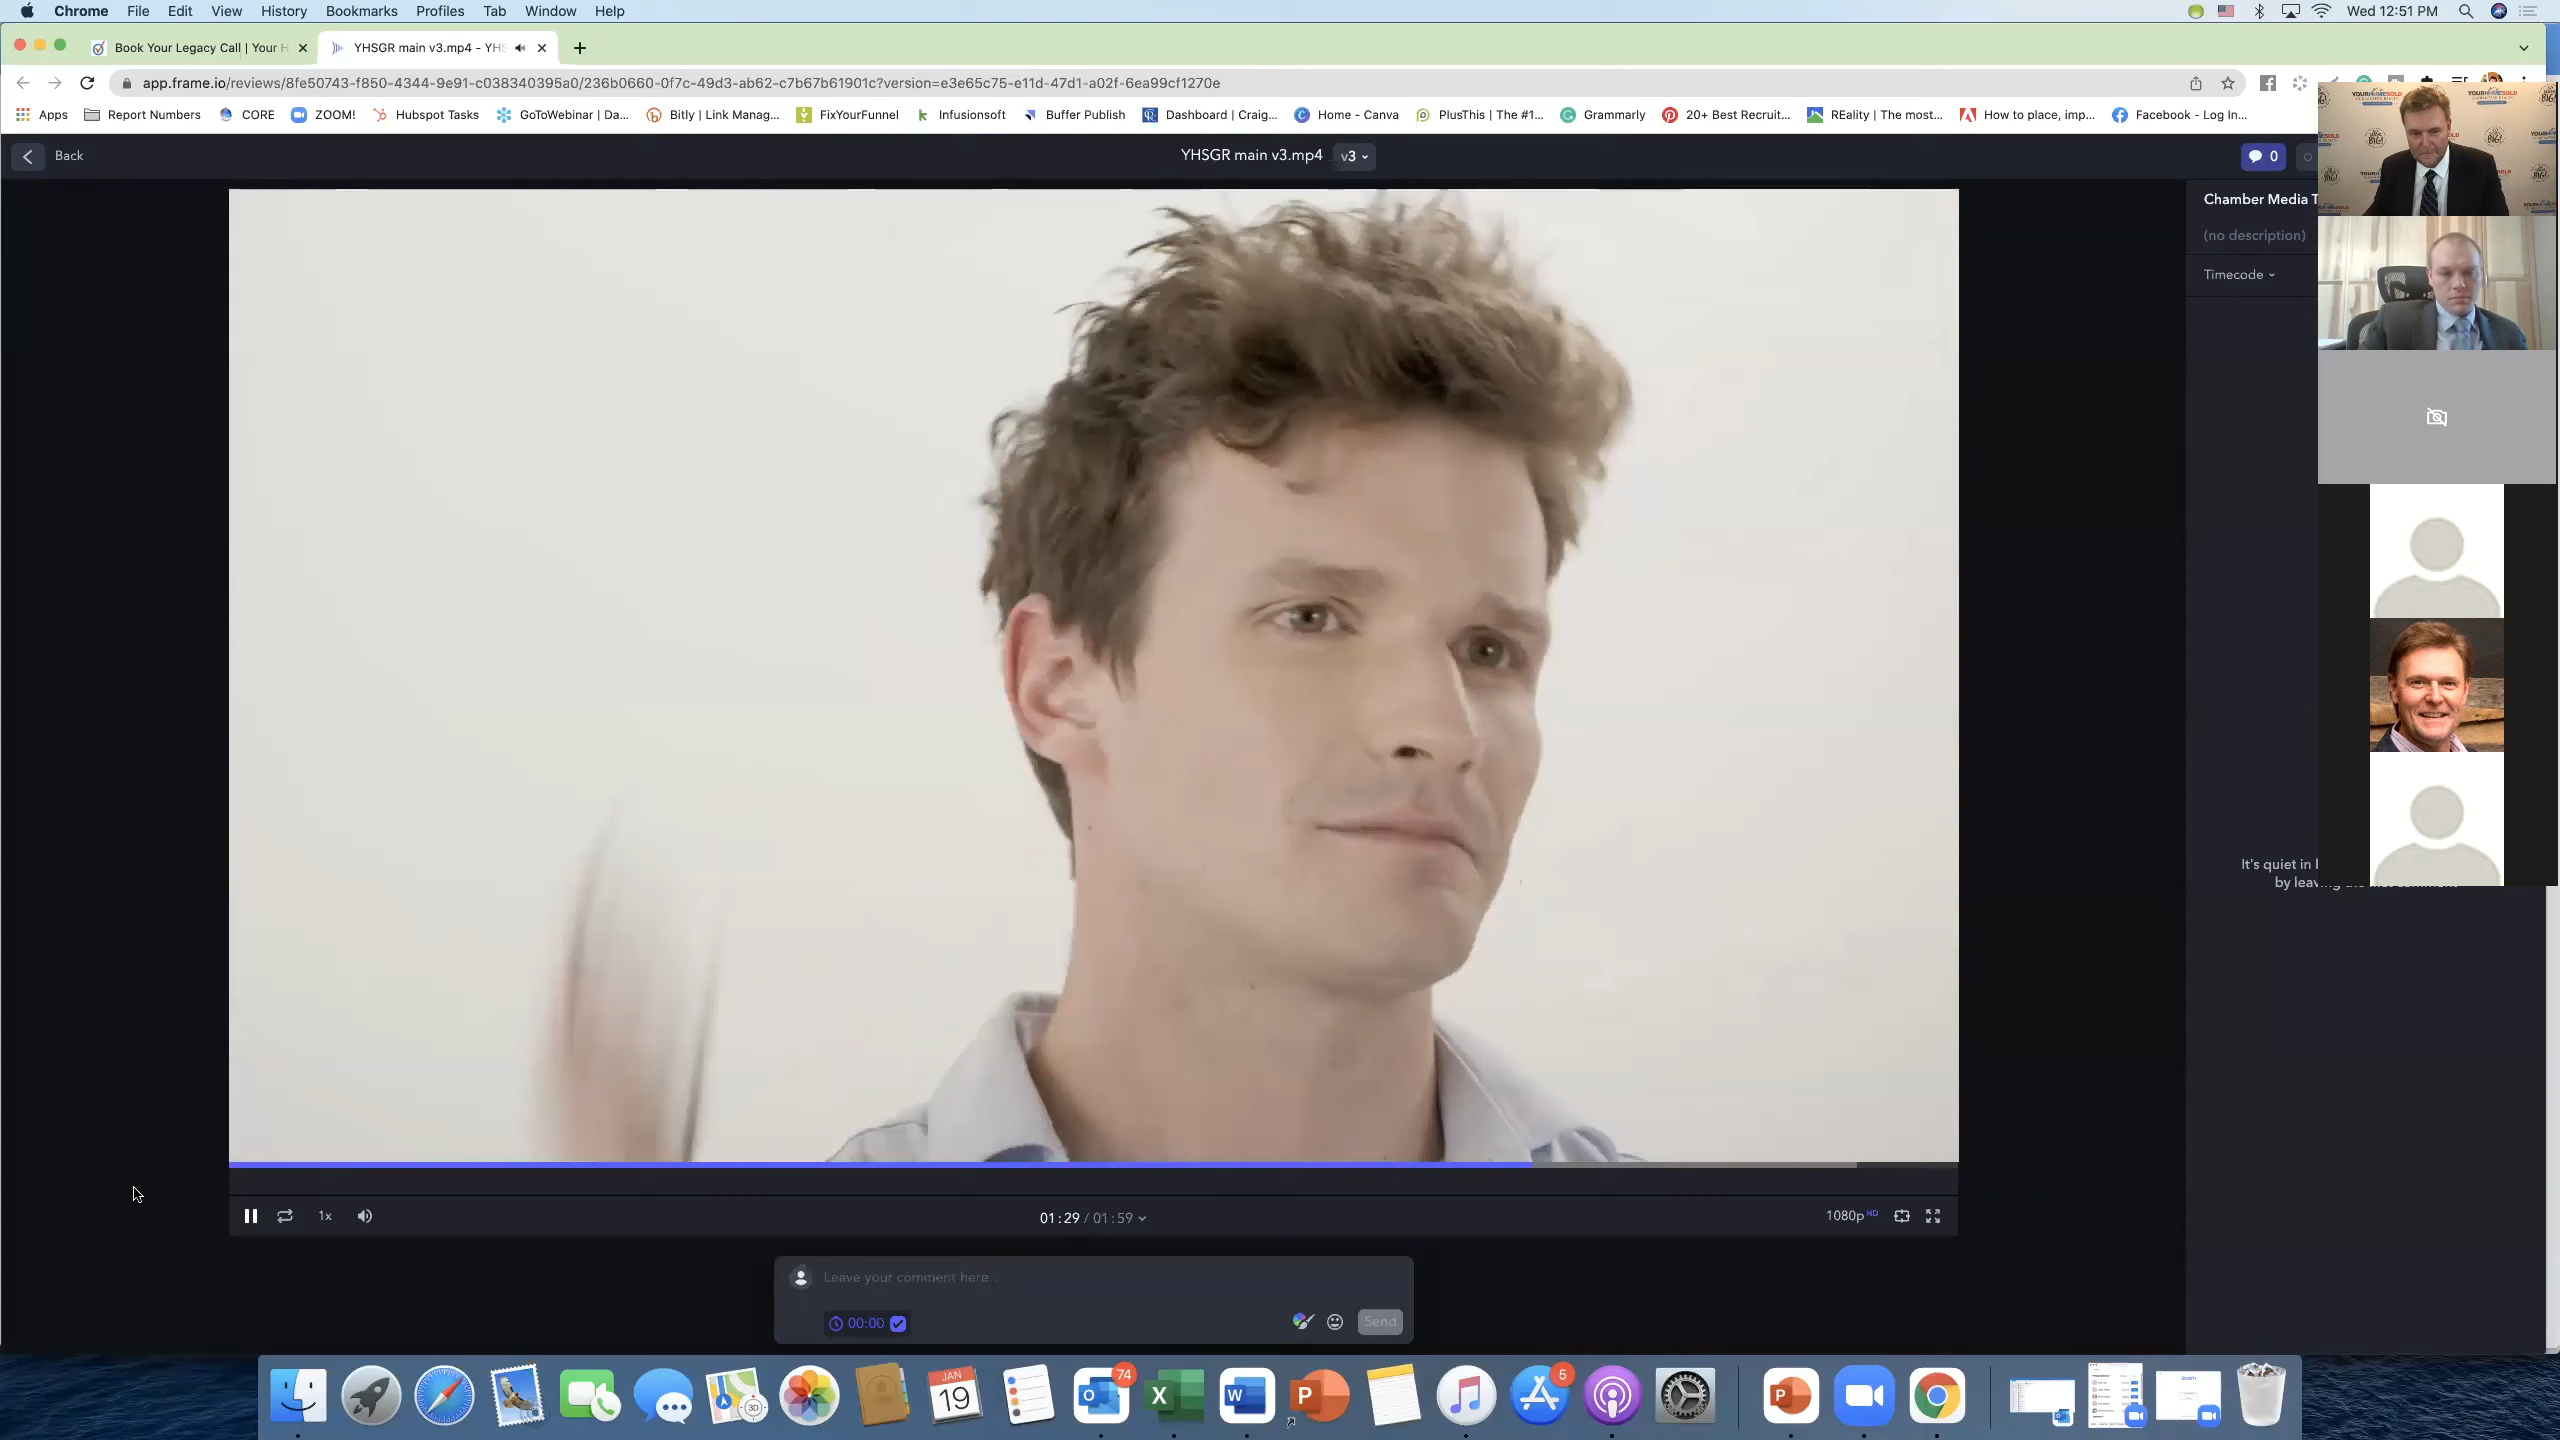 Chrome File Edit View History Bookmarks Profiles Tab Window Help
Wed 12:51 PM
Book Your Legacy Call | Your H
YHSGR main v3.mp4 - YHS
app.frame.io/reviews/8fe50743-f850-4344-9e91-c038340395a0/236b0660-0f7c-49d3-ab62-c7b67b61901c?version=e3e65c75-e11d-47d1-a02f-6ea99cf1270e
Apps Report Numbers CORE ZOOM! Hubspot Tasks GoToWebinar | Da... Bitly | Link Manag... FixYourFunnel Infusionsoft Buffer Publish Dashboard | Craig... Home - Canva PlusThis | The #1... Grammarly 20+ Best Recruit... REality | The most... How to place, imp... Facebook - Log In...
Back
YHSGR main v3.mp4 v3
0
Chamber Media T
(no description)
Timecode
It's quiet in
by
01:29 / 01:59
1x
1080p HD
Leave your comment here...
00:00
Send
74
JAN
19
5
3D
X
W
P
P